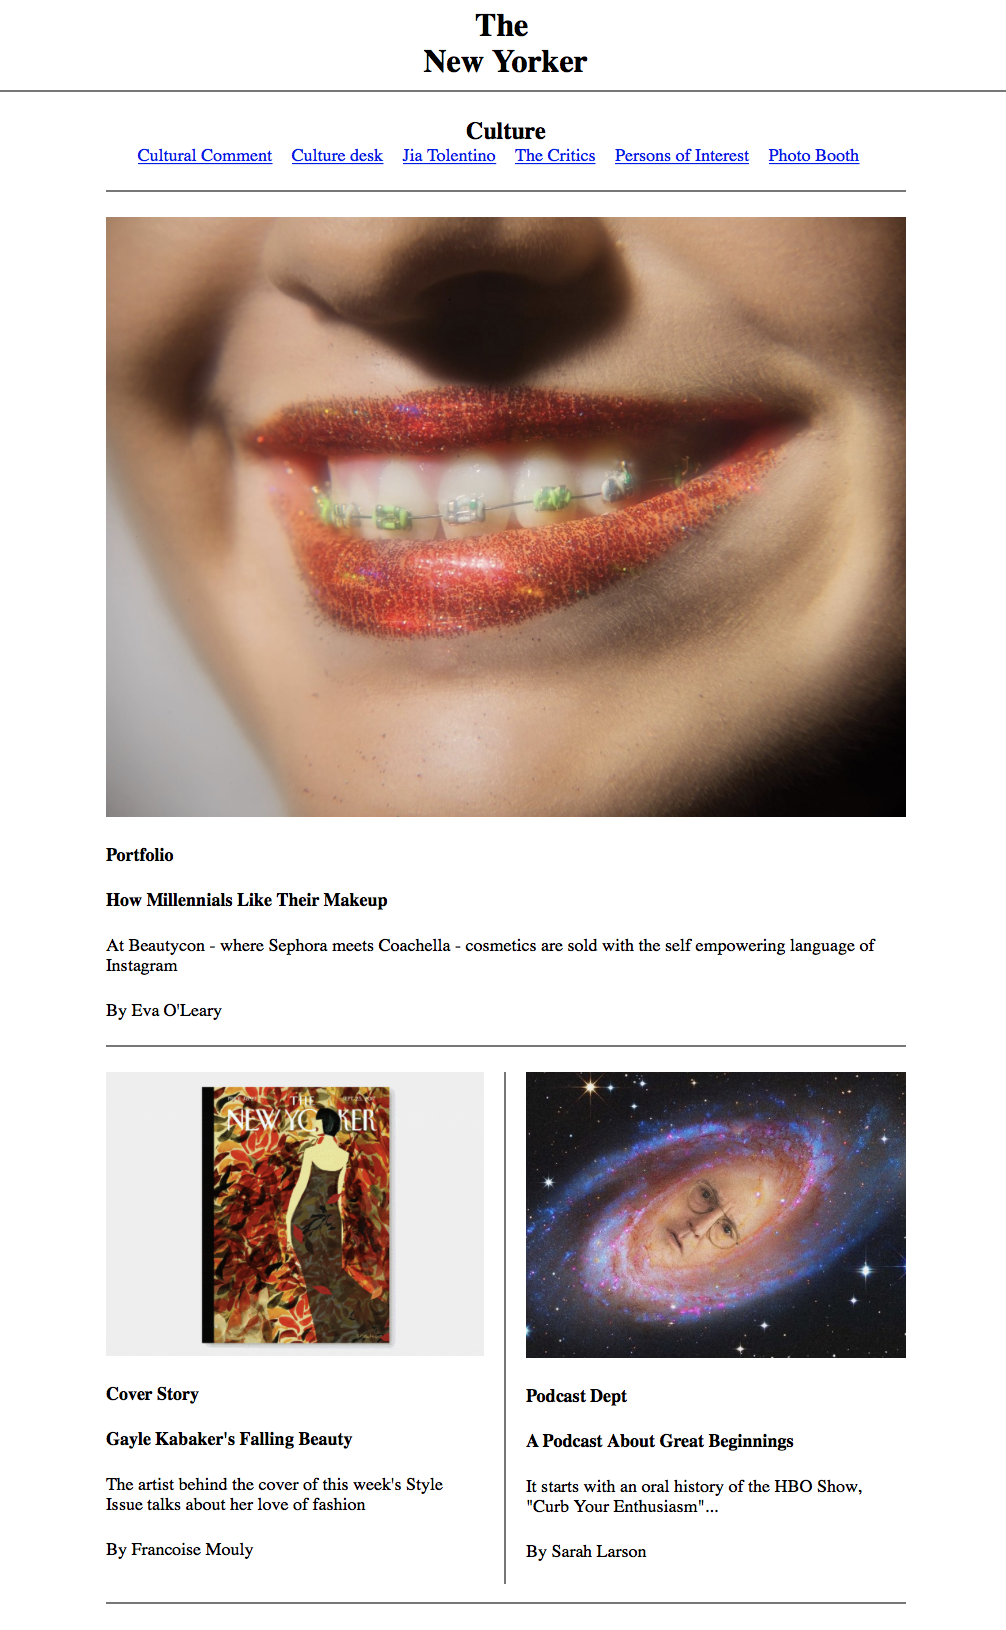 The
New Yorker
Culture
Cultural Comment Culture desk Jia Tolentino The Critics Persons of Interest Photo Booth
Portfolio
How Millennials Like Their Makeup
At Beautycon - where Sephora meets Coachella - cosmetics are sold with the self empowering language of
Instagram
By Eva O'Leary
THE
NEW YORKER
Cover Story
Gayle Kabaker's Falling Beauty
The artist behind the cover of this week's Style
Issue talks about her love of fashion
By Francoise Mouly
Podcast Dept
A Podcast About Great Beginnings
It starts with an oral history of the HBO Show,
"Curb Your Enthusiasm"...
By Sarah Larson